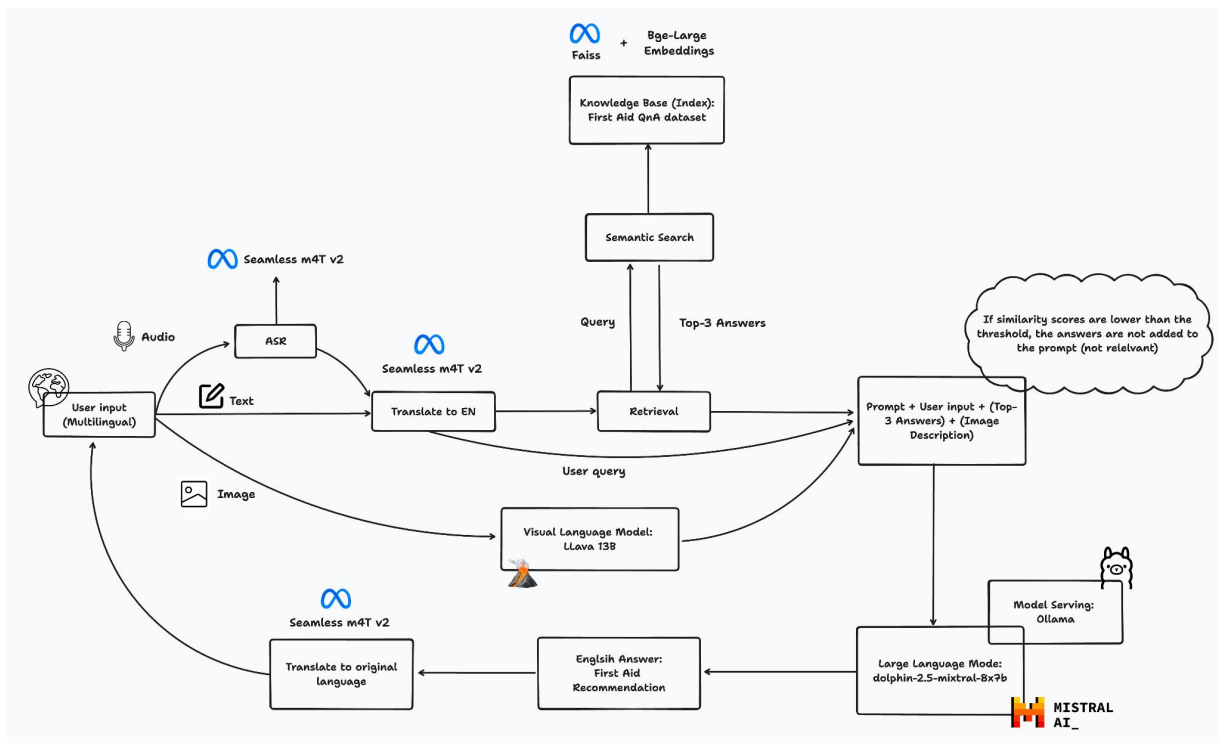 Faiss
+
Bge-Large
Embeddings
Knowledge Base (Index):
First Aid QnA dataset
Semantic Search
Query
Top-3 Answers
Seamless m4T v2
Audio
ASR
Seamless m4T v2
If similarity scores are lower than the
threshold, the answers are not added to
the prompt (not relelvant)
User input
(Multilingual)
Text
Translate to EN
Retrieval
Prompt + User input + (Top-
3 Answers) + (Image
Description)
User query
Image
Visual Language Model:
LLava 13B
Model Serving:
Ollama
Seamless m4T v2
Translate to original
language
Englsih Answer:
First Aid
Recommendation
Large Language Mode:
dolphin-2.5-mixtral-8x7b
MISTRAL
AI_